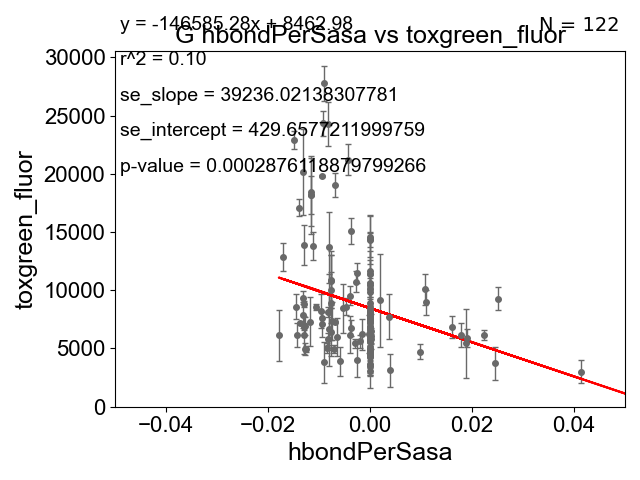 y = -146585.28x + 8462.98
N = 122
G hbondPerSasa vs toxgreen_fluor
r^2 = 0.10
se_slope = 39236.02138307781
se_intercept = 429.6577211999759
p-value = 0.0002876118879799266
30000
25000
20000
15000
10000
5000
0
toxgreen_fluor
−0.04
−0.02
0.00
0.02
0.04
hbondPerSasa